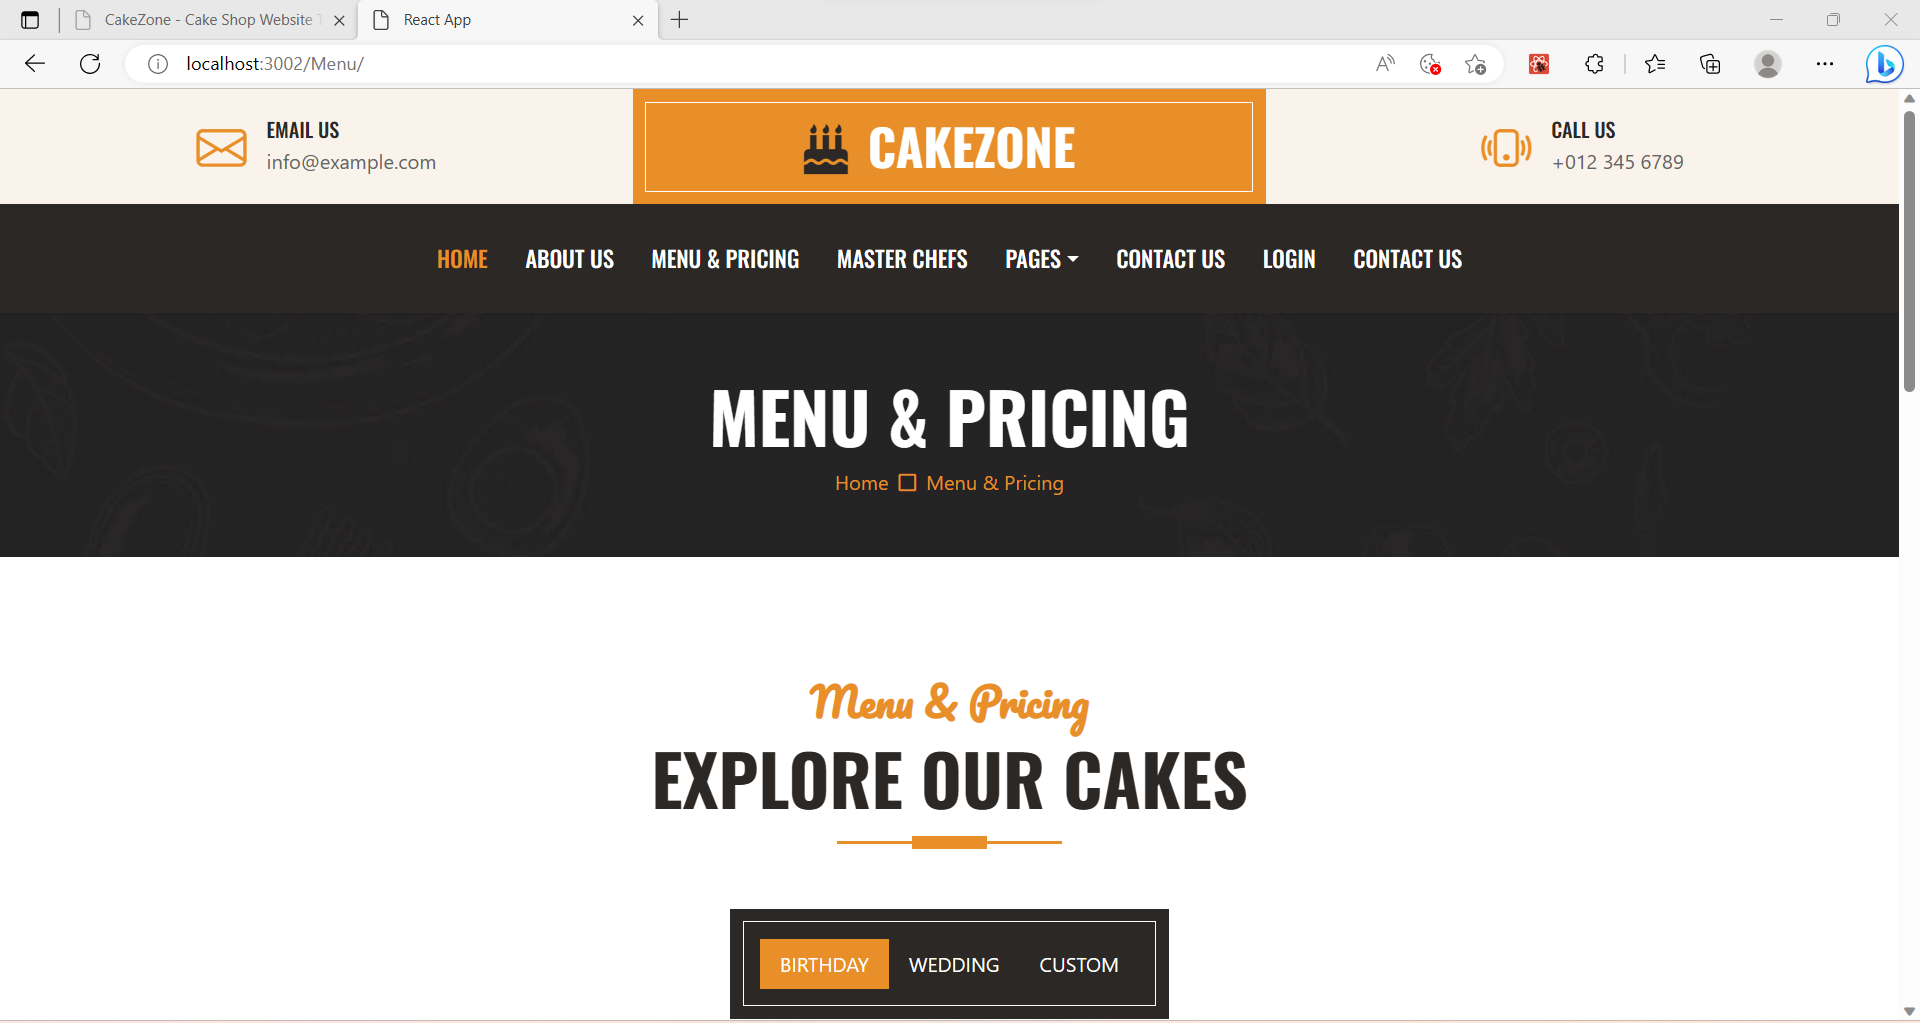 CakeZone - Cake Shop Website
React App
localhost:3002/Menu/
EMAIL US
info@example.com
CAKEZONE
CALL US
+012 345 6789
HOME ABOUT US MENU & PRICING MASTER CHEFS PAGES CONTACT US LOGIN CONTACT US
MENU & PRICING
Home Menu & Pricing
Menu & Pricing
EXPLORE OUR CAKES
BIRTHDAY WEDDING CUSTOM